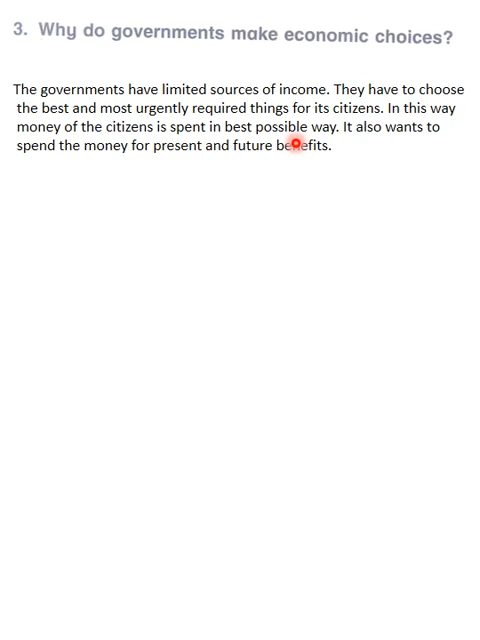 3. Why do governments make economic choices?
The governments have limited sources of income. They have to choose
the best and most urgently required things for its citizens. In this way
money of the citizens is spent in best possible way. It also wants to
spend the money for present and future benefits.